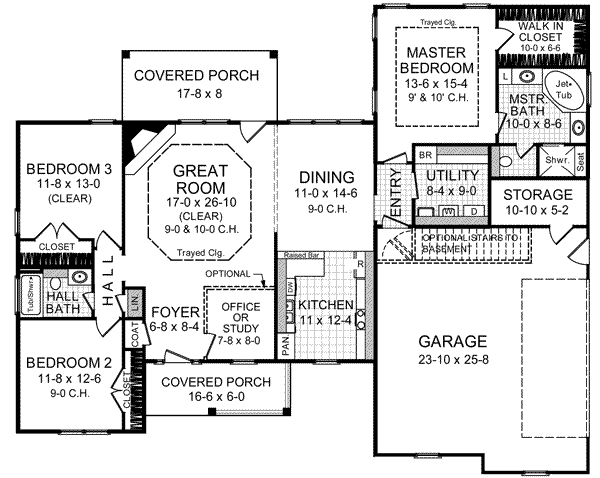 Trayed Clg.
MASTER
BEDROOM
13-6 x 15-4
9' & 10' C.H.
WALK IN
CLOSET
10-0 x 6-6
L
Jet
Tub
MSTR.
BATH
10-0 x 8-6
Shwr.
Seat
COVERED PORCH
17-8 x 8
BEDROOM 3
11-8 x 13-0
(CLEAR)
CLOSET
GREAT
ROOM
17-0 x 26-10
(CLEAR)
9-0 & 10-0 C.H.
Trayed Clg.
DINING
11-0 x 14-6
9-0 C.H.
ENTRY
BR
UTILITY
8-4 x 9-0
W
D
STORAGE
10-10 x 5-2
OPTIONAL STAIRS TO
BASEMENT
HALL
Tub/Shwr.
HALL
BATH
LIN.
COAT
FOYER
6-8 x 8-4
OPTIONAL
OFFICE
OR
STUDY
7-8 x 8-0
Raised Bar
R
DW
KITCHEN
11 x 12-4
PAN.
GARAGE
23-10 x 25-8
BEDROOM 2
11-8 x 12-6
9-0 C.H.
CLOSET
COVERED PORCH
16-6 x 6-0